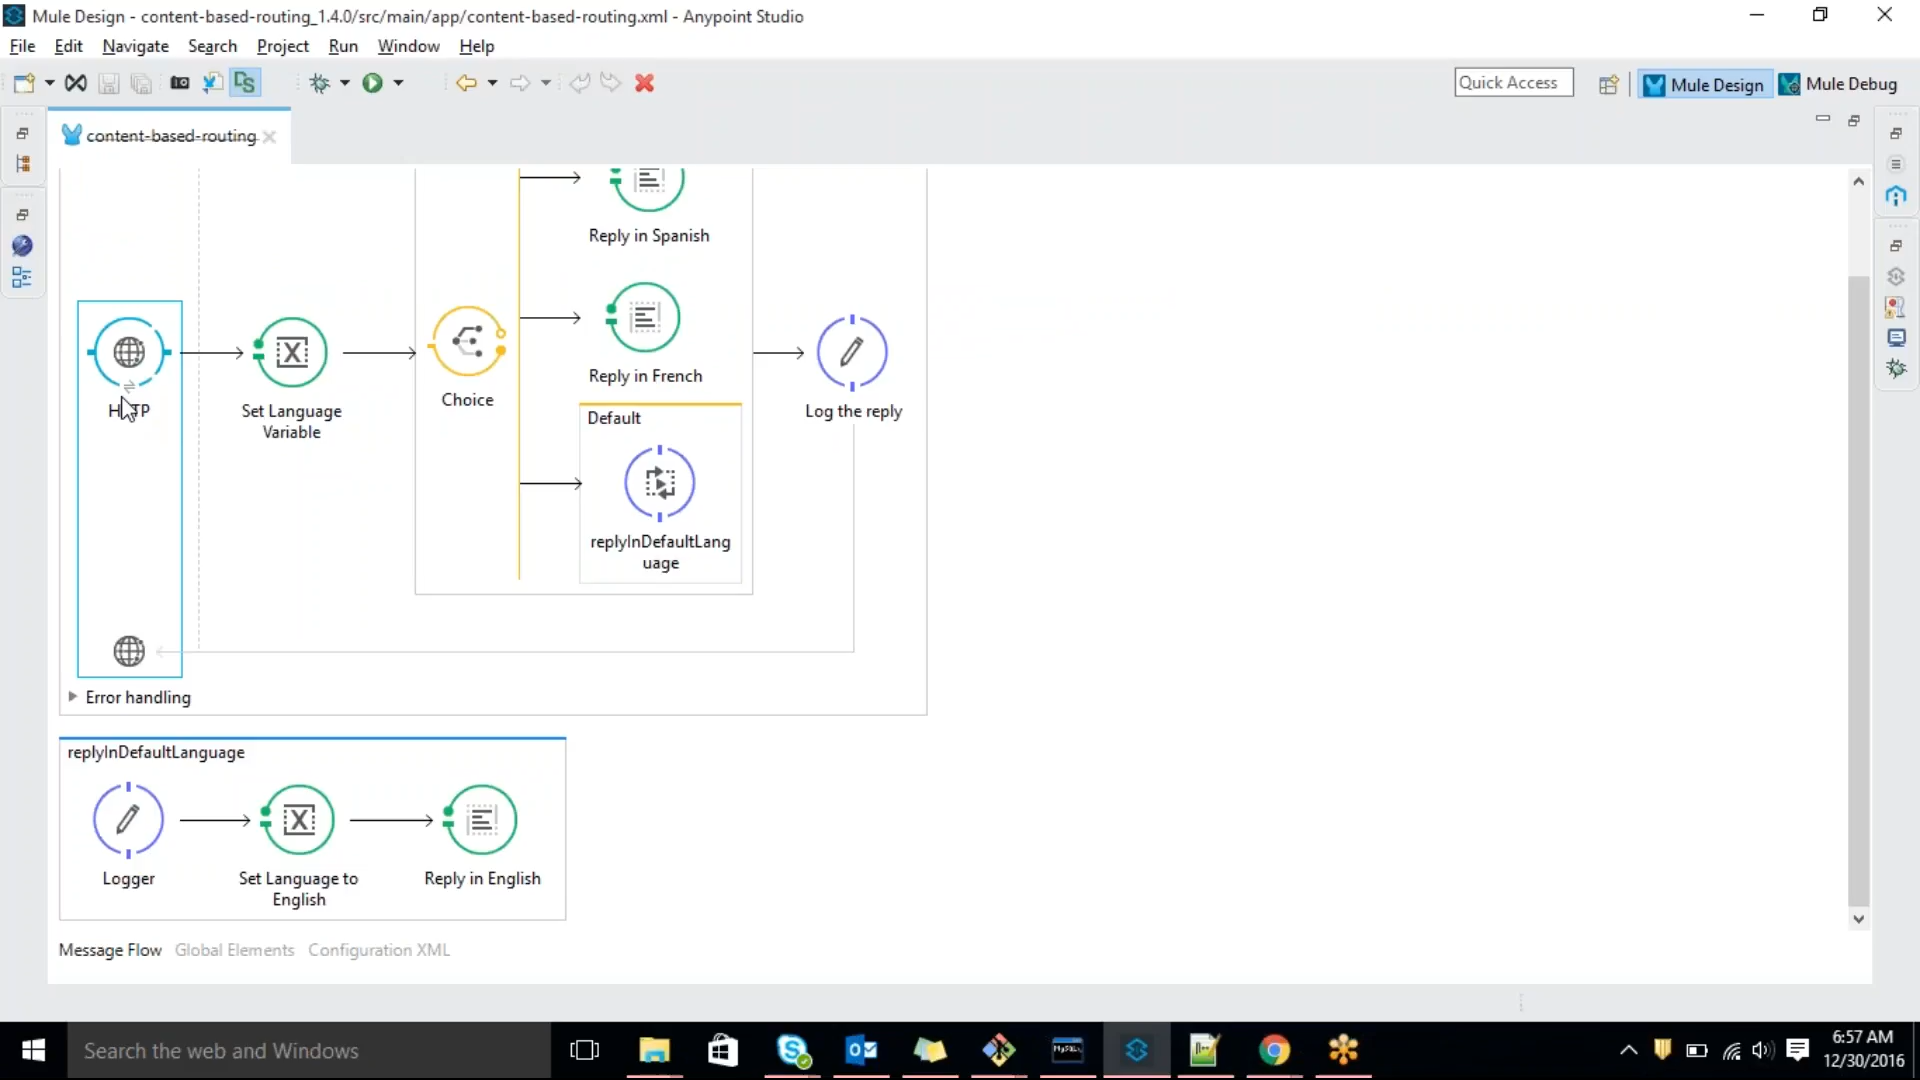 Mule Design - content-based-routing_1.4.0/src/main/app/content-based-routing.xml - Anypoint Studio
File Edit Navigate Search Project Run Window Help
Quick Access
Mule Design
Mule Debug
content-based-routing
Reply in Spanish
HTTP
Set Language
Variable
Choice
Reply in French
Log the reply
Default
replyInDefaultLang
uage
Error handling
replyInDefaultLanguage
Logger
Set Language to
English
Reply in English
Message Flow Global Elements Configuration XML
Search the web and Windows
6:57 AM
12/30/2016